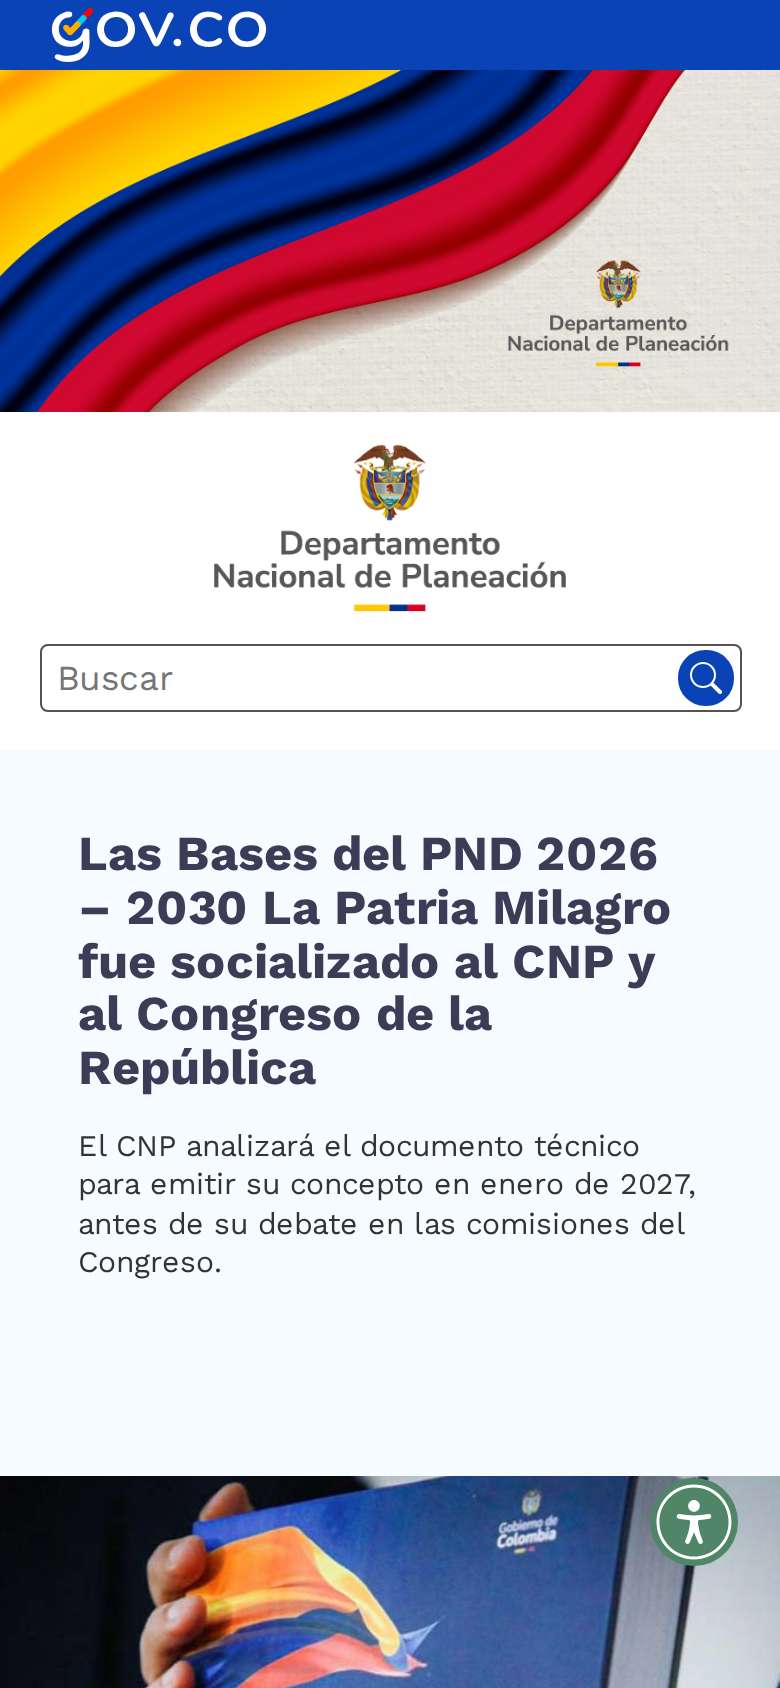 gov.co
Departamento
Nacional de Planeación
Departamento
Nacional de Planeación
Buscar
Las Bases del PND 2026
– 2030 La Patria Milagro
fue socializado al CNP y
al Congreso de la
República
El CNP analizará el documento técnico
para emitir su concepto en enero de 2027,
antes de su debate en las comisiones del
Congreso.
Gobierno de
Colombia